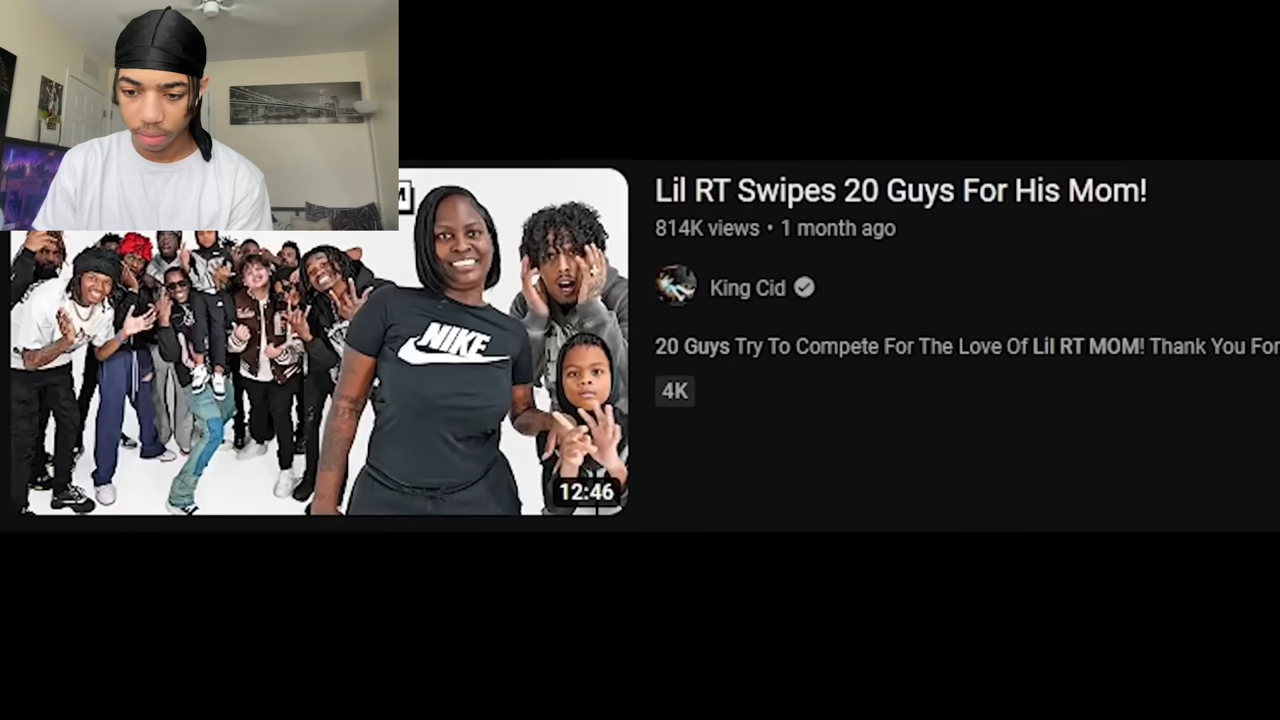 Lil RT Swipes 20 Guys For His Mom!
814K views • 1 month ago
King Cid
20 Guys Try To Compete For The Love Of Lil RT MOM! Thank You For
4K
NIKE
12:46